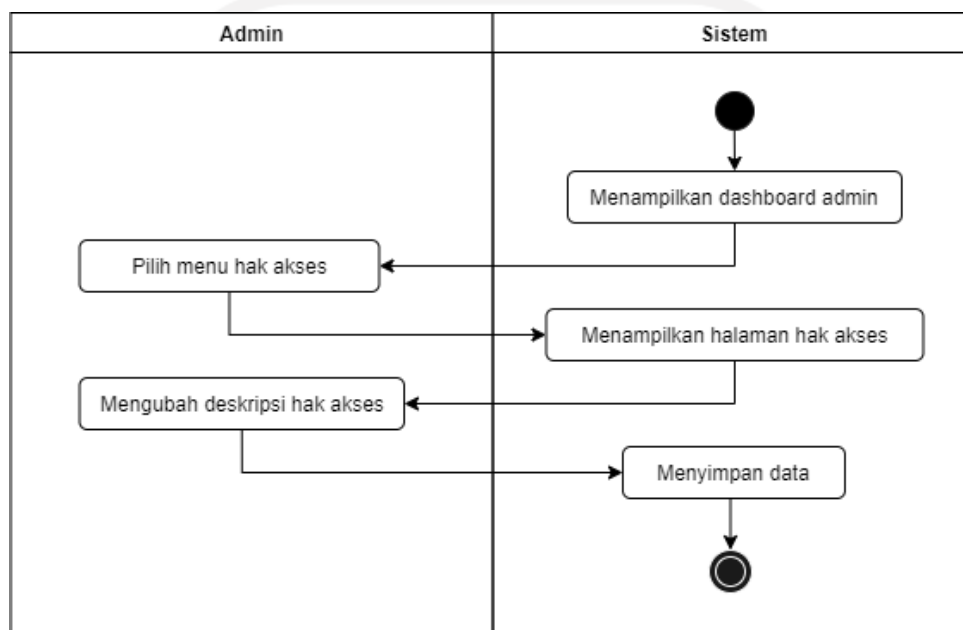 Admin
Sistem
Menampilkan dashboard admin
Pilih menu hak akses
Menampilkan halaman hak akses
Mengubah deskripsi hak akses
Menyimpan data